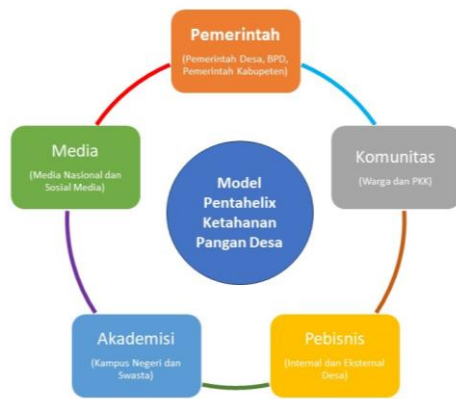 Pemerintah
(Pemerintah Desa, BPD,
Pemerintah Kabupeten)
Media
(Media Nasional dan
Sosial Media)
Komunitas
(Warga dan PKK)
Model
Pentahelix
Ketahanan
Pangan Desa
Akademisi
(Kampus Negeri dan
Swasta)
Pebisnis
(Internal dan Eksternal
Desa)